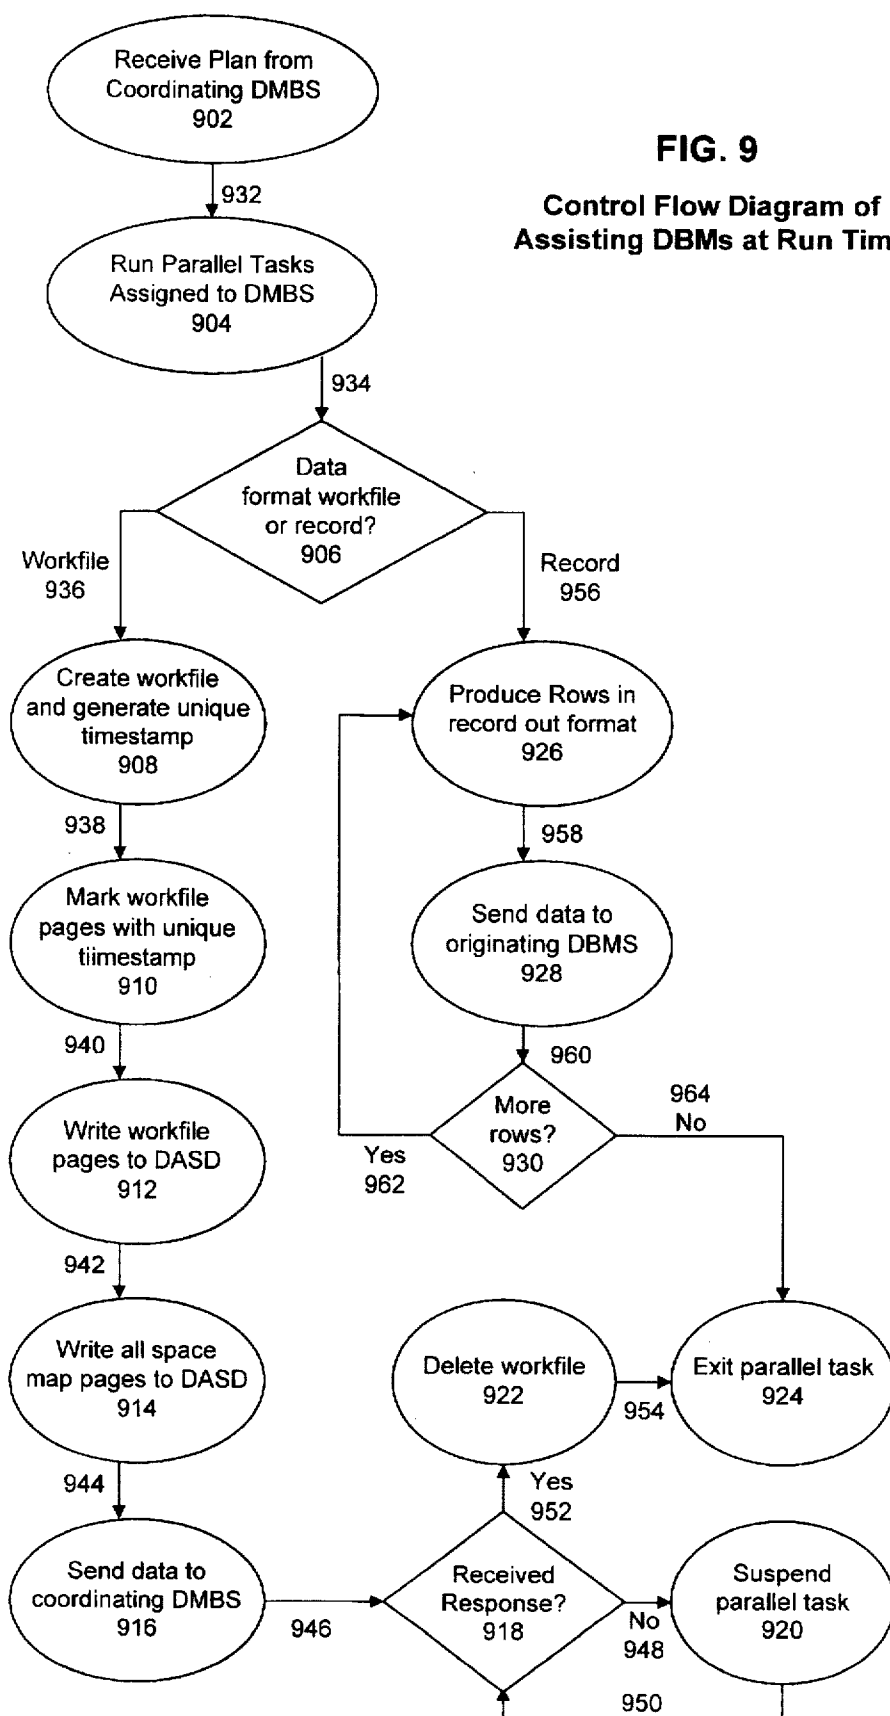 Receive Plan from
Coordinating DMBS
902
FIG. 9
Control Flow Diagram of
Assisting DBMs at Run Tim
932
Run Parallel Tasks
Assigned to DMBS
904
934
Data
format workfile
or record?
906
Workfile
936
Record
956
Create workfile
and generate unique
timestamp
908
Produce Rows in
record out format
926
938
958
Mark workfile
pages with unique
tiimestamp
910
Send data to
originating DBMS
928
940
960
Write workfile
pages to DASD
912
More
rows?
930
Yes
962
964
No
942
Write all space
map pages to DASD
914
Delete workfile
922
954
Exit parallel task
924
944
Yes
952
Send data to
coordinating DMBS
916
946
Received
Response?
918
No
948
Suspend
parallel task
920
950